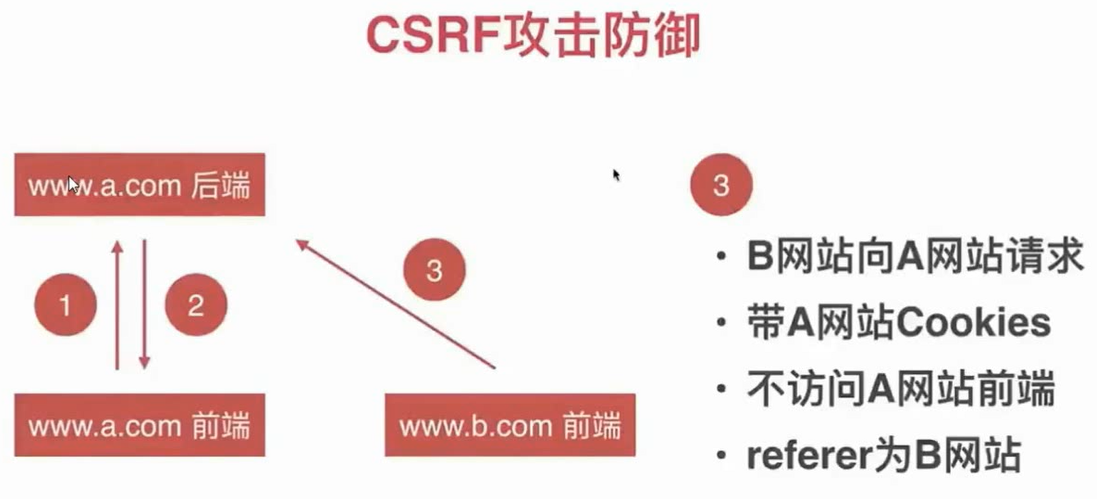 CSRF攻击防御
www.a.com 后端
3
1
2
3
www.a.com 前端
www.b.com 前端
• B网站向A网站请求
• 带A网站Cookies
• 不访问A网站前端
• referer为B网站